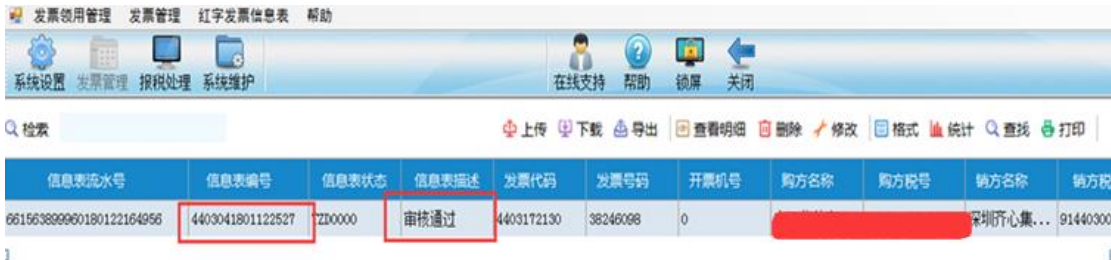 发票领用管理 发票管理 红字发票信息表 帮助
系统设置 发票管理 报税处理 系统维护 在线支持 帮助 锁屏 关闭
检索 上传 下载 导出 查看明细 删除 修改 格式 统计 查找 打印
信息表流水号 信息表编号 信息表状态 信息表描述 发票代码 发票号码 开票机号 购方名称 购方税号 销方名称 销方税
661563899960180122164956 4403041801122527 TZD0000 审核通过 4403172130 38246098 0 深圳齐心集... 91440300